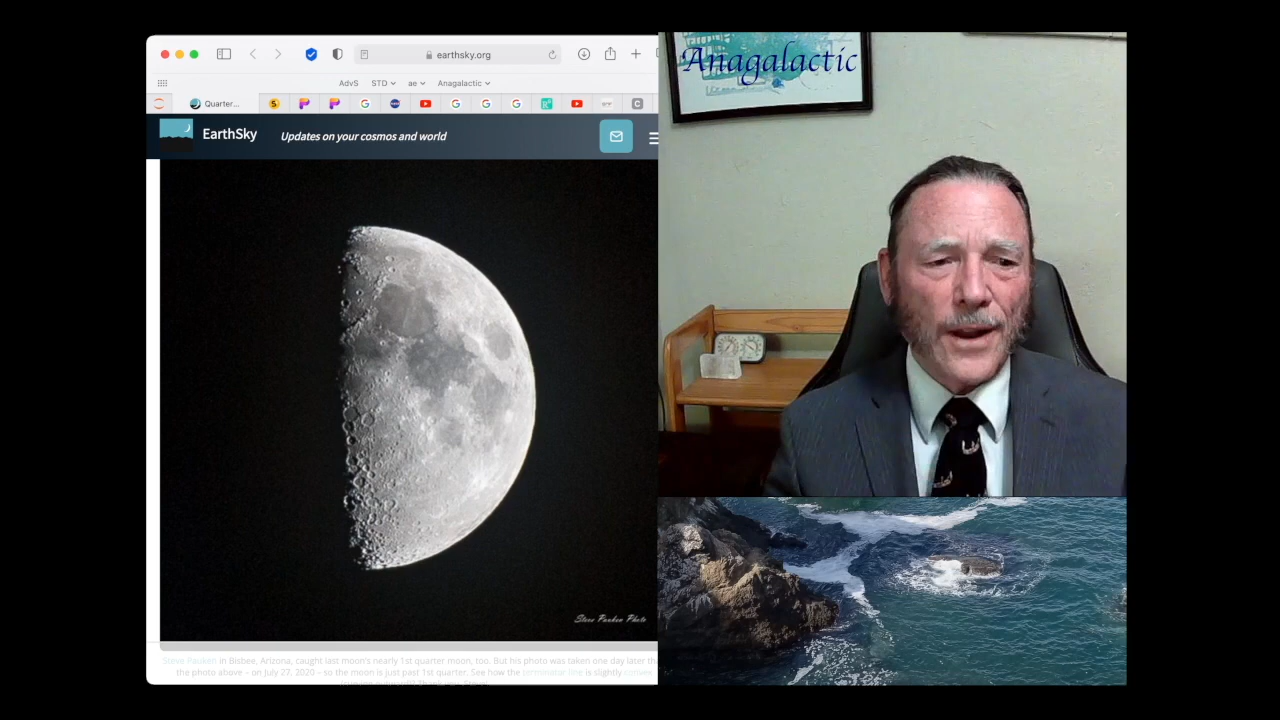 earthsky.org
AdvS STD ae Anagalactic
Quarter...
EarthSky
Updates on your cosmos and world
Steve Pauken Photo
Steve Pauken in Bisbee, Arizona, caught last moon's nearly 1st quarter moon, too. But his photo was taken one day later
the photo above – on July 27, 2020 – so the moon is just past 1st quarter. See how the terminator line is slightly convex
Anagalactic